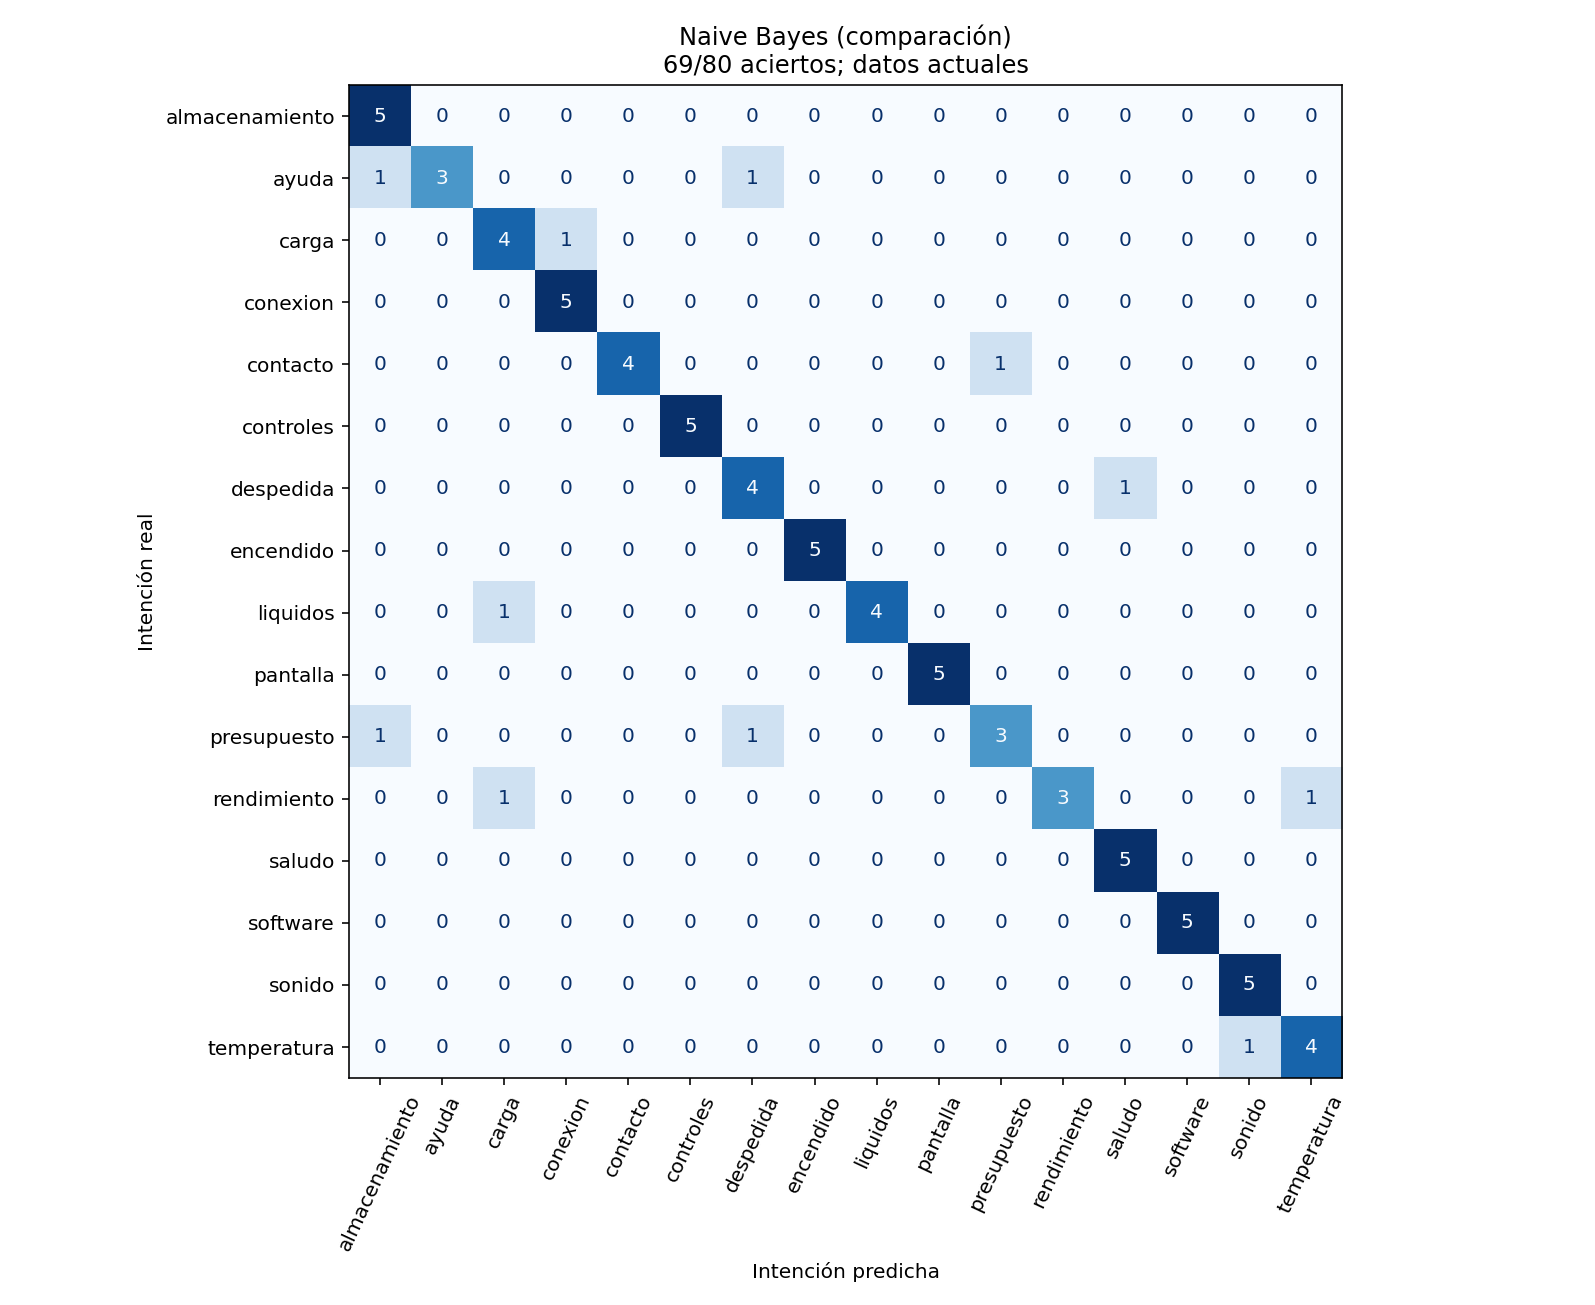 Naive Bayes (comparación)
69/80 aciertos; datos actuales
Intención real
almacenamiento 5 0 0 0 0 0 0 0 0 0 0 0 0 0 0 0
ayuda 1 3 0 0 0 0 1 0 0 0 0 0 0 0 0 0
carga 0 0 4 1 0 0 0 0 0 0 0 0 0 0 0 0
conexion 0 0 0 5 0 0 0 0 0 0 0 0 0 0 0 0
contacto 0 0 0 0 4 0 0 0 0 0 1 0 0 0 0 0
controles 0 0 0 0 0 5 0 0 0 0 0 0 0 0 0 0
despedida 0 0 0 0 0 0 4 0 0 0 0 0 1 0 0 0
encendido 0 0 0 0 0 0 0 5 0 0 0 0 0 0 0 0
liquidos 0 0 1 0 0 0 0 0 4 0 0 0 0 0 0 0
pantalla 0 0 0 0 0 0 0 0 0 5 0 0 0 0 0 0
presupuesto 1 0 0 0 0 0 1 0 0 0 3 0 0 0 0 0
rendimiento 0 0 1 0 0 0 0 0 0 0 0 3 0 0 0 1
saludo 0 0 0 0 0 0 0 0 0 0 0 0 5 0 0 0
software 0 0 0 0 0 0 0 0 0 0 0 0 0 5 0 0
sonido 0 0 0 0 0 0 0 0 0 0 0 0 0 0 5 0
temperatura 0 0 0 0 0 0 0 0 0 0 0 0 0 0 1 4
almacenamiento ayuda carga conexion contacto controles despedida encendido liquidos pantalla presupuesto rendimiento saludo software sonido temperatura
Intención predicha